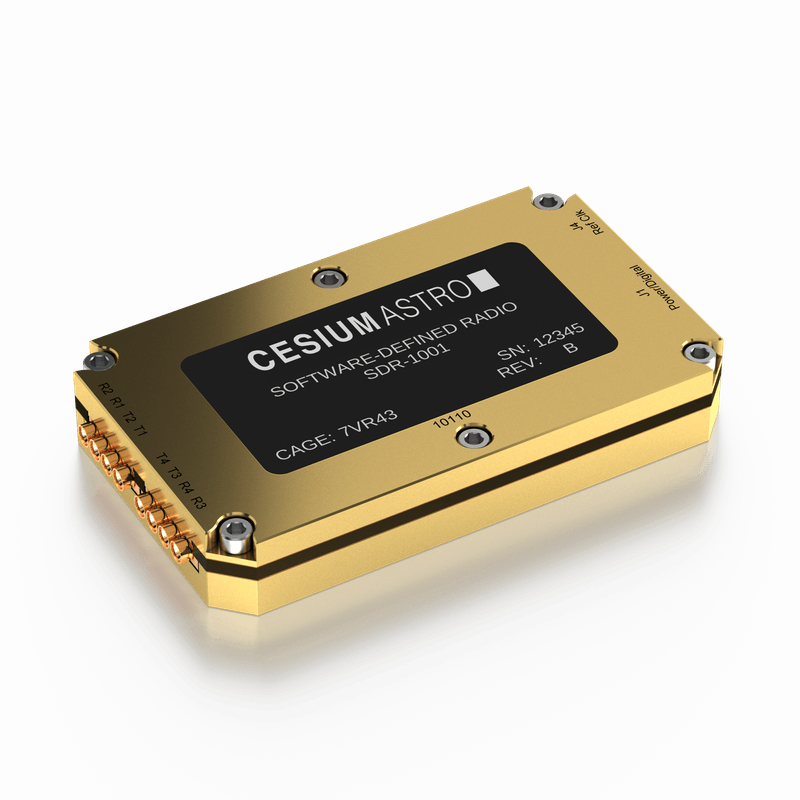 J4
Ref Clk
J1
Power/Digital
CESIUMASTRO
SOFTWARE-DEFINED RADIO
SDR-1001
SN: 12345
REV: B
CAGE: 7VR43
10110
R2 R1 T2 T1
T4 T3 R4 R3